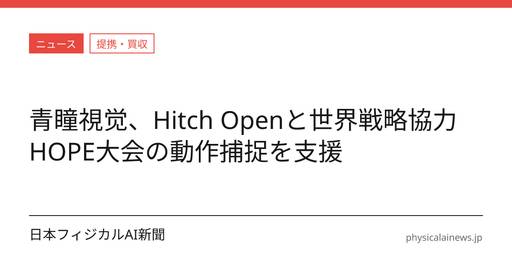 ニュース
提携・買収
青瞳視覚、Hitch Openと世界戦略協力
HOPE大会の動作捕捉を支援
日本フィジカルAI新聞
physicalainews.jp